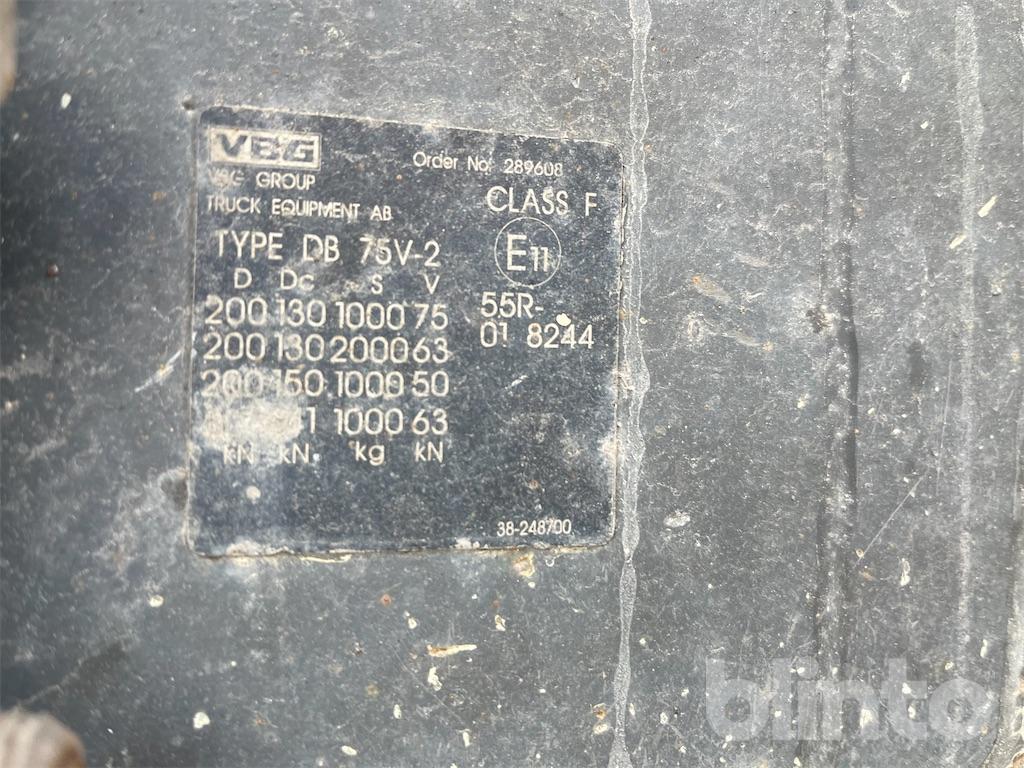 VBG
Order No: 289608
VBG GROUP
TRUCK EQUIPMENT AB
CLASS F
TYPE DB 75V-2
E11
D Dc S V
200 130 1000 75
55R-
01 8244
200 130 2000 63
200 150 1000 50
1000 63
kN kN kg kN
38-248700
blinto